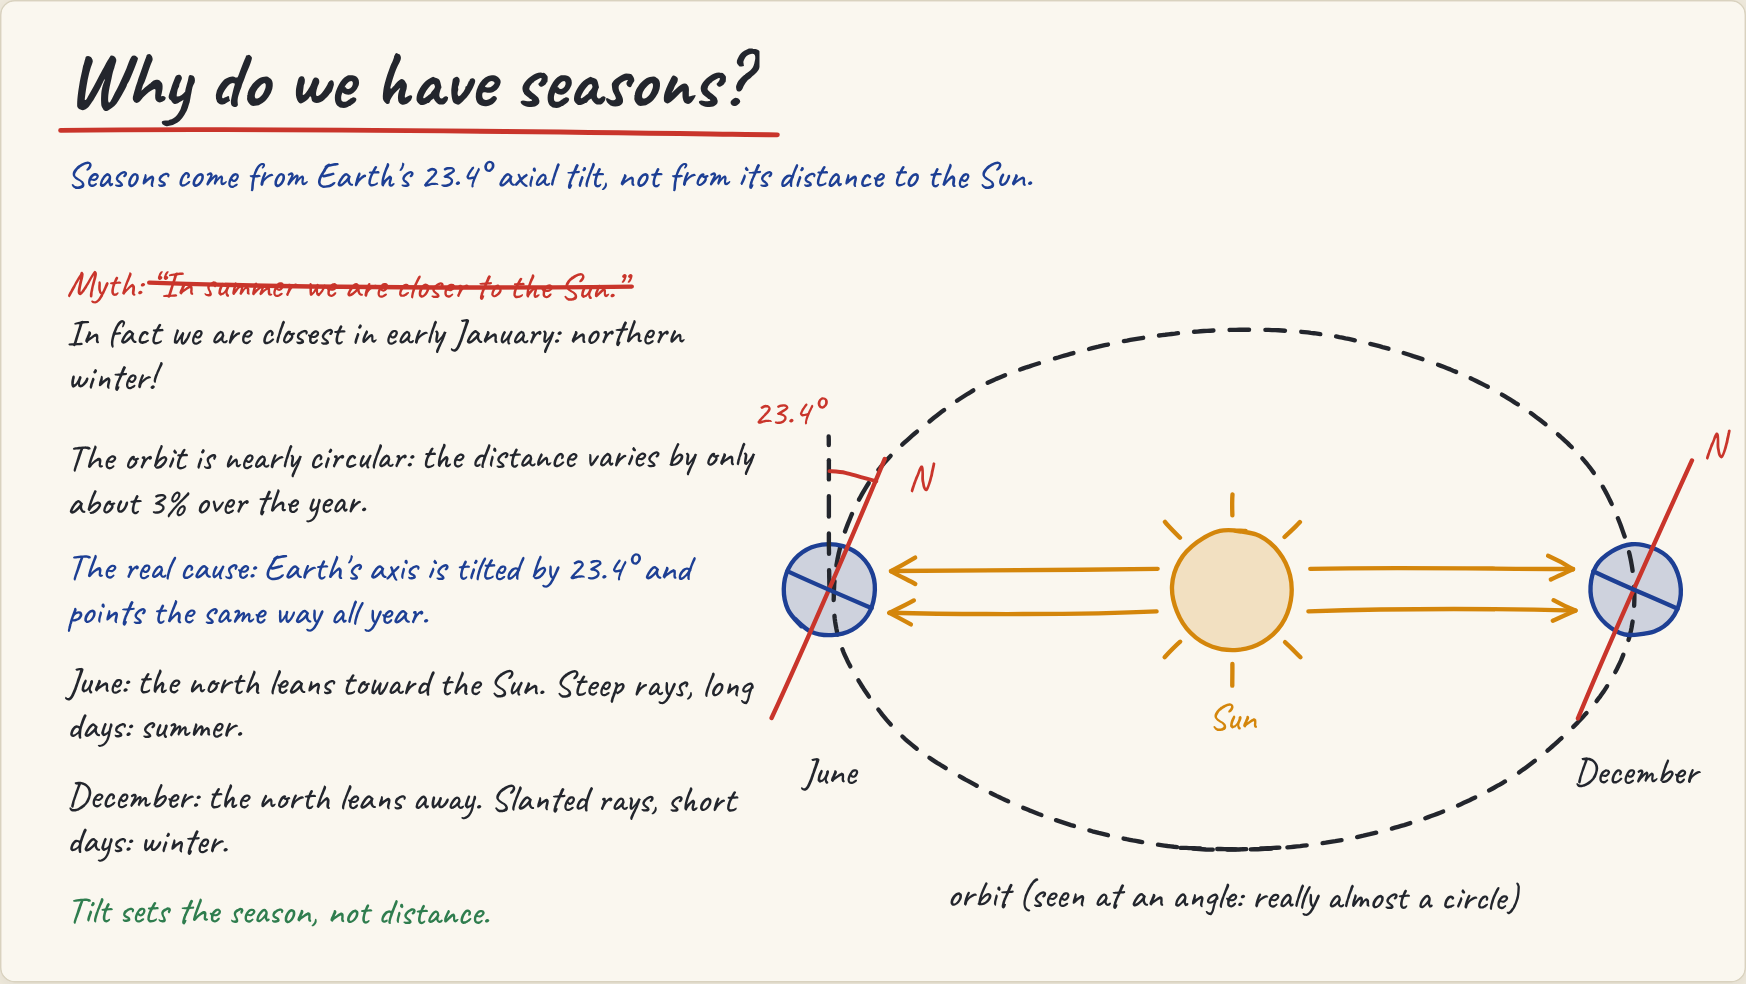 Why do we have seasons?
Seasons come from Earth's 23.4° axial tilt, not from its distance to the Sun.
Myth: “In summer we are closer to the Sun.”
In fact we are closest in early January: northern
winter!
The orbit is nearly circular: the distance varies by only
about 3% over the year.
The real cause: Earth's axis is tilted by 23.4° and
points the same way all year.
June: the north leans toward the Sun. Steep rays, long
days: summer.
December: the north leans away. Slanted rays, short
days: winter.
Tilt sets the season, not distance.
23.4°
N
N
Sun
June
December
orbit (seen at an angle: really almost a circle)